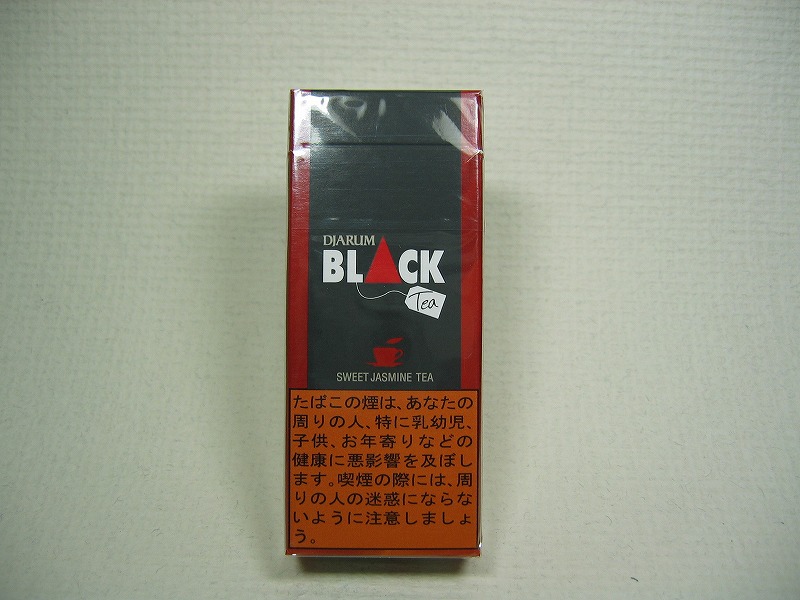 DJARUM
BLACK
Tea
SWEET JASMINE TEA
たばこの煙は、あなたの
周りの人、特に乳幼児、
子供、お年寄りなどの
健康に悪影響を及ぼし
ます。喫煙の際には、周
りの人の迷惑にならな
いように注意しましょ
う。